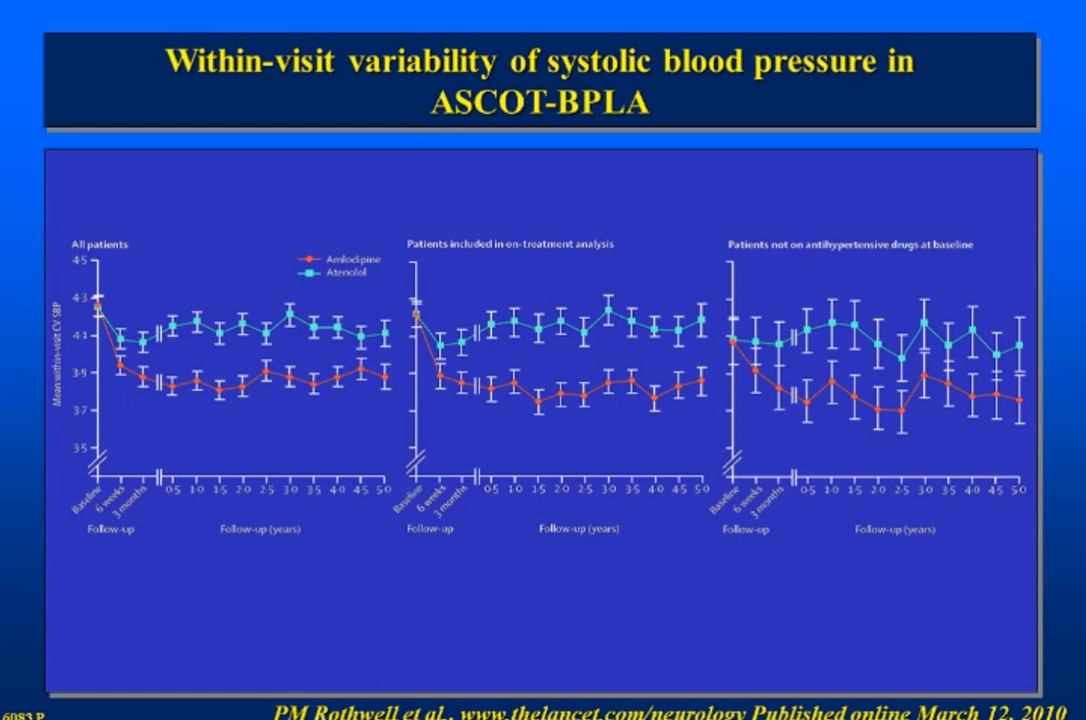 Within-visit variability of systolic blood pressure in
ASCOT-BPLA
All patients
Amlodipine
Atenolol
Mean within-visit CV SBP
4·5
4·3
4·1
3·9
3·7
3·5
Baseline
6 weeks
3 months
0·5 1·0 1·5 2·0 2·5 3·0 3·5 4·0 4·5 5·0
Follow-up
Follow-up (years)
Patients included in on-treatment analysis
Baseline
6 weeks
3 months
0·5 1·0 1·5 2·0 2·5 3·0 3·5 4·0 4·5 5·0
Follow-up
Follow-up (years)
Patients not on antihypertensive drugs at baseline
Baseline
6 weeks
3 months
0·5 1·0 1·5 2·0 2·5 3·0 3·5 4·0 4·5 5·0
Follow-up
Follow-up (years)
6083 P
PM Rothwell et al., www.thelancet.com/neurology Published online March 12, 2010